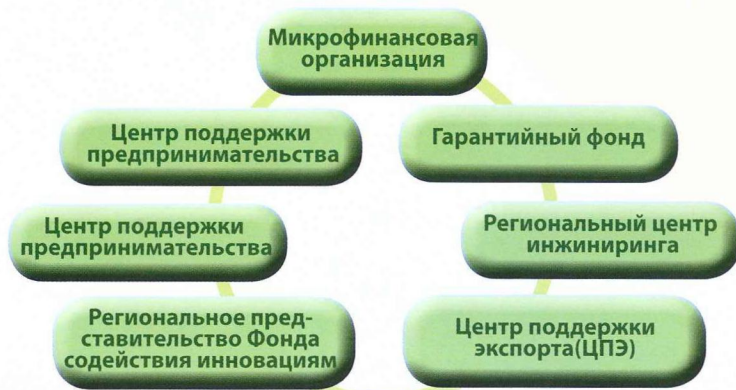 Микрофинансовая
организация
Центр поддержки
предпринимательства
Гарантийный фонд
Центр поддержки
предпринимательства
Региональный центр
инжиниринга
Региональное пред-
ставительство Фонда
содействия инновациям
Центр поддержки
экспорта(ЦПЭ)